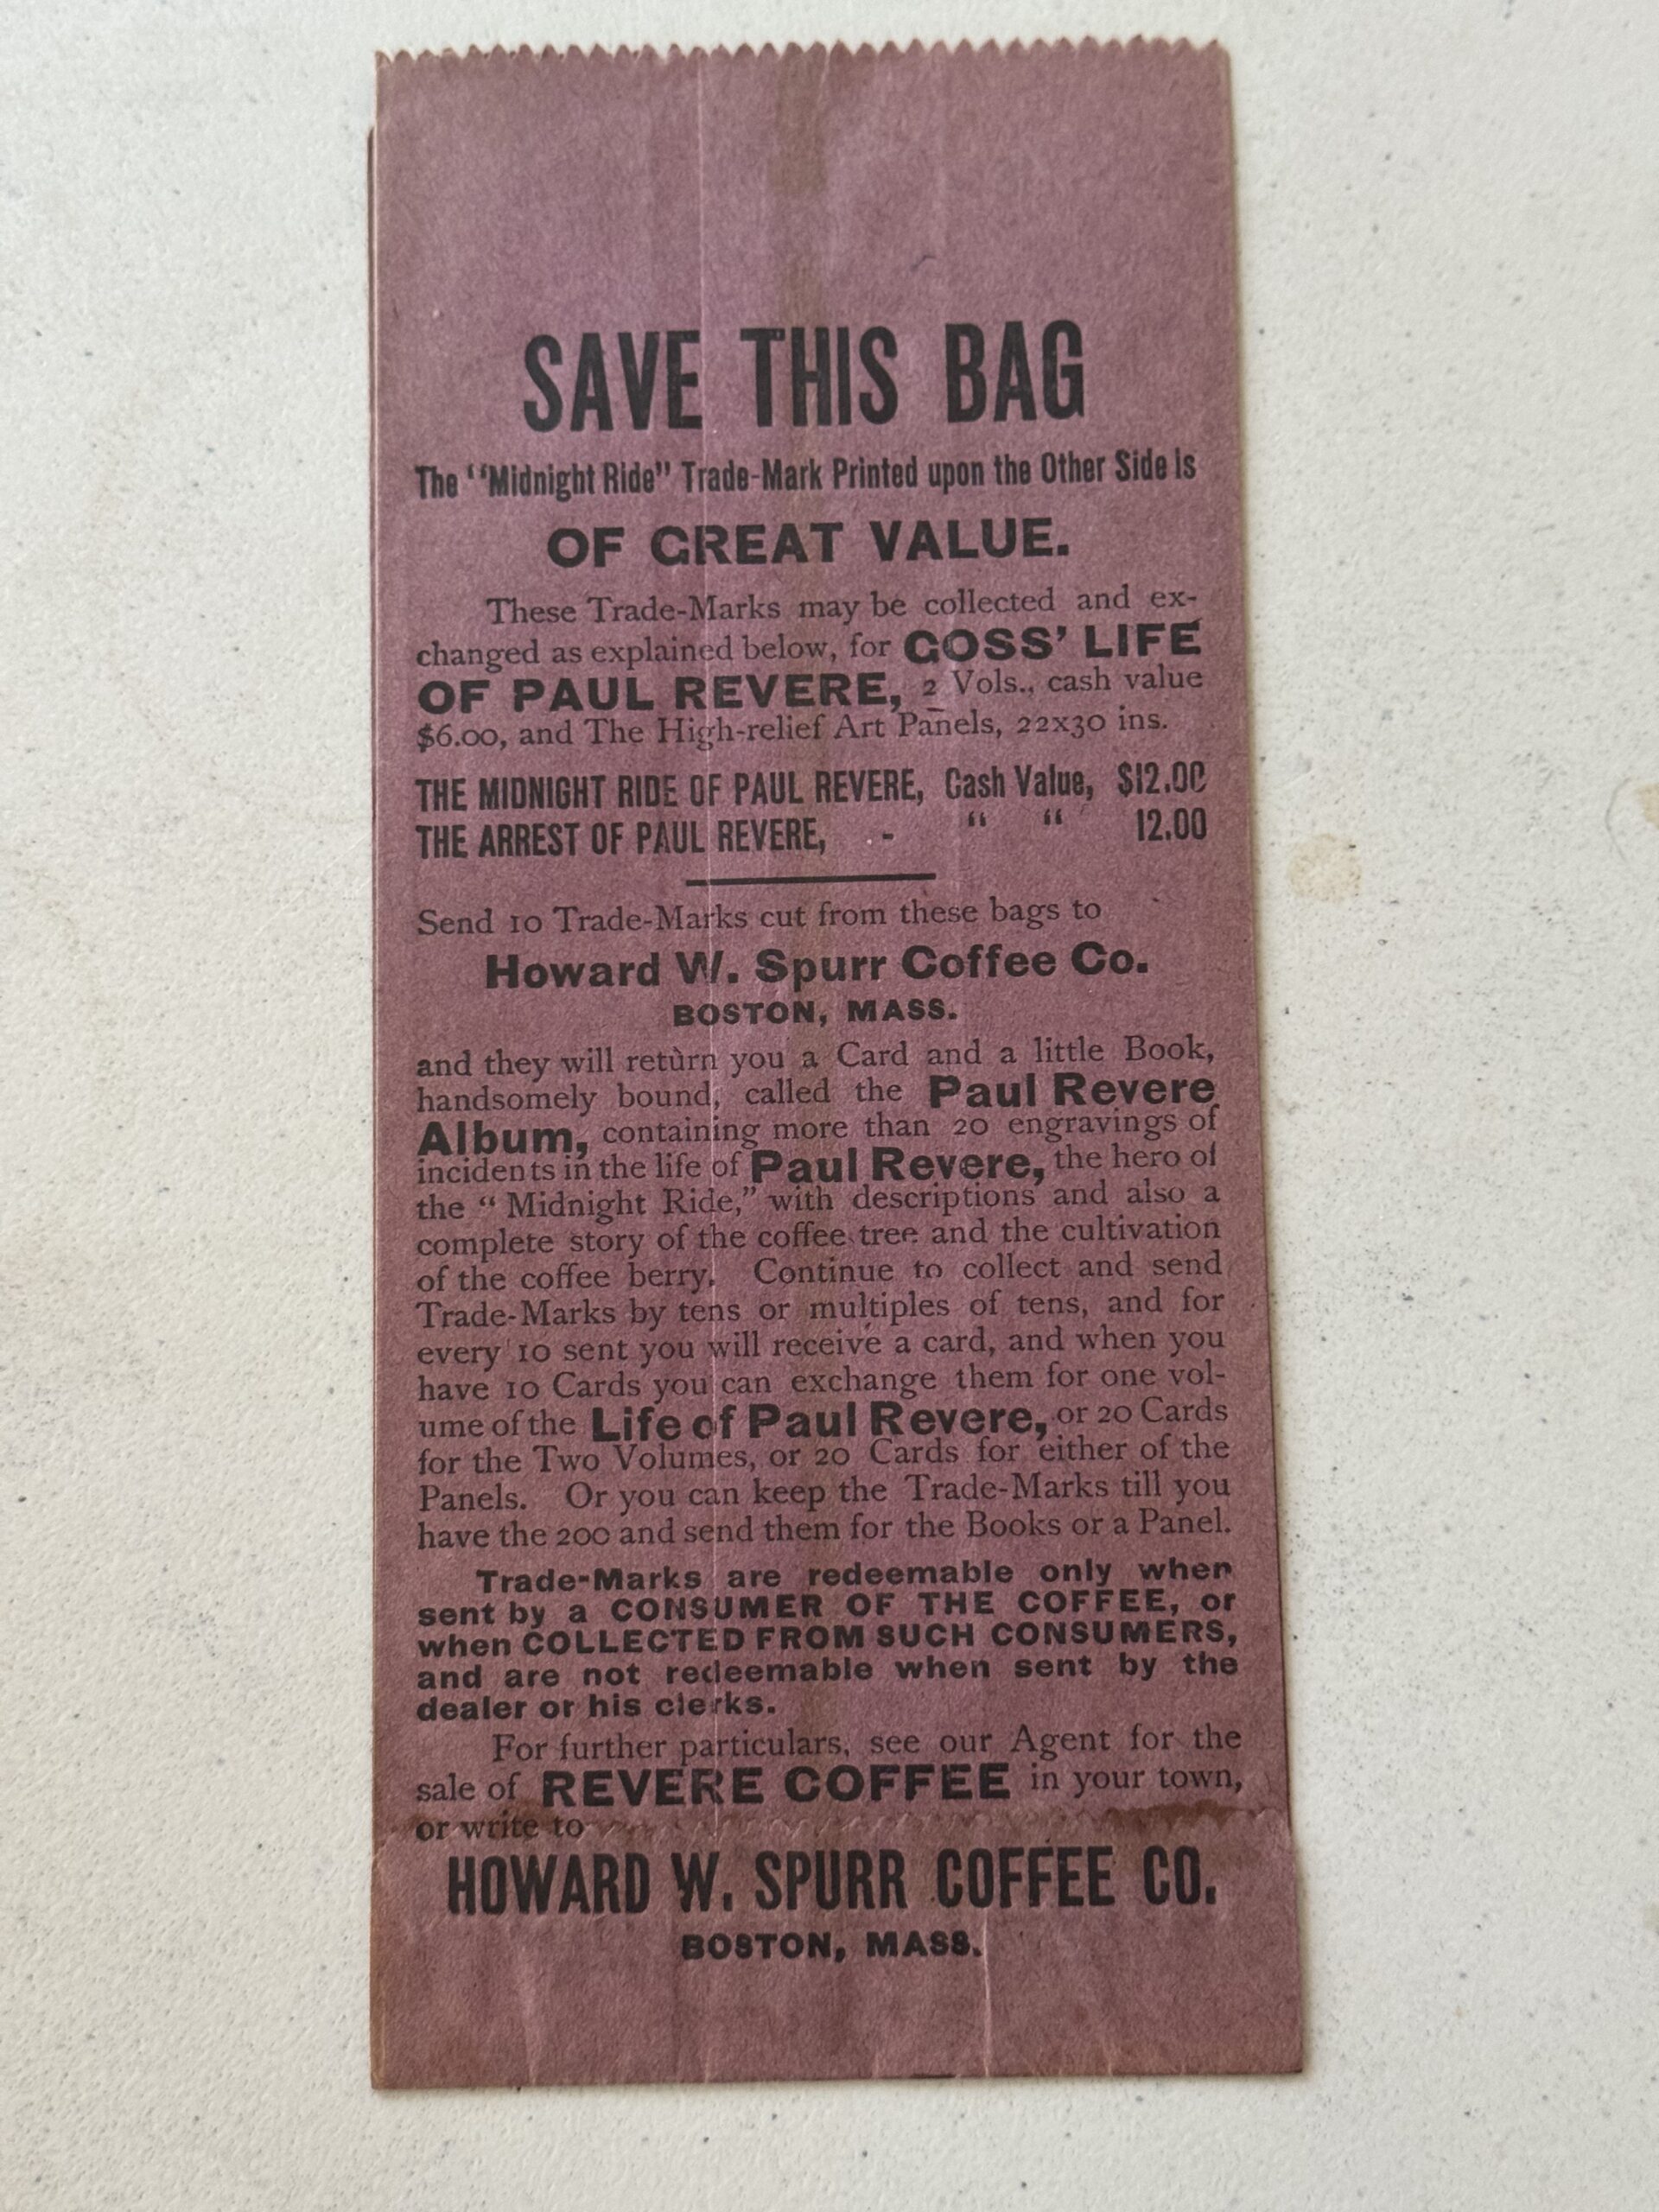 SAVE THIS BAG
The "Midnight Ride" Trade-Mark Printed upon the Other Side Is
OF GREAT VALUE.
These Trade-Marks may be collected and ex-
changed as explained below, for GOSS' LIFE
OF PAUL REVERE, 2 Vols., cash value
$6.00, and The High-relief Art Panels, 22x30 ins.
THE MIDNIGHT RIDE OF PAUL REVERE, Cash Value, $12.00
THE ARREST OF PAUL REVERE, - " " 12.00
Send 10 Trade-Marks cut from these bags to
Howard W. Spurr Coffee Co.
BOSTON, MASS.
and they will return you a Card and a little Book,
handsomely bound, called the Paul Revere
Album, containing more than 20 engravings of
incidents in the life of Paul Revere, the hero of
the "Midnight Ride," with descriptions and also a
complete story of the coffee tree and the cultivation
of the coffee berry. Continue to collect and send
Trade-Marks by tens or multiples of tens, and for
every 10 sent you will receive a card, and when you
have 10 Cards you can exchange them for one vol-
ume of the Life of Paul Revere, or 20 Cards
for the Two Volumes, or 20 Cards for either of the
Panels. Or you can keep the Trade-Marks till you
have the 200 and send them for the Books or a Panel.
Trade-Marks are redeemable only when
sent by a CONSUMER OF THE COFFEE, or
when COLLECTED FROM SUCH CONSUMERS,
and are not redeemable when sent by the
dealer or his clerks.
For further particulars, see our Agent for the
sale of REVERE COFFEE in your town,
or write to
HOWARD W. SPURR COFFEE CO.
BOSTON, MASS.